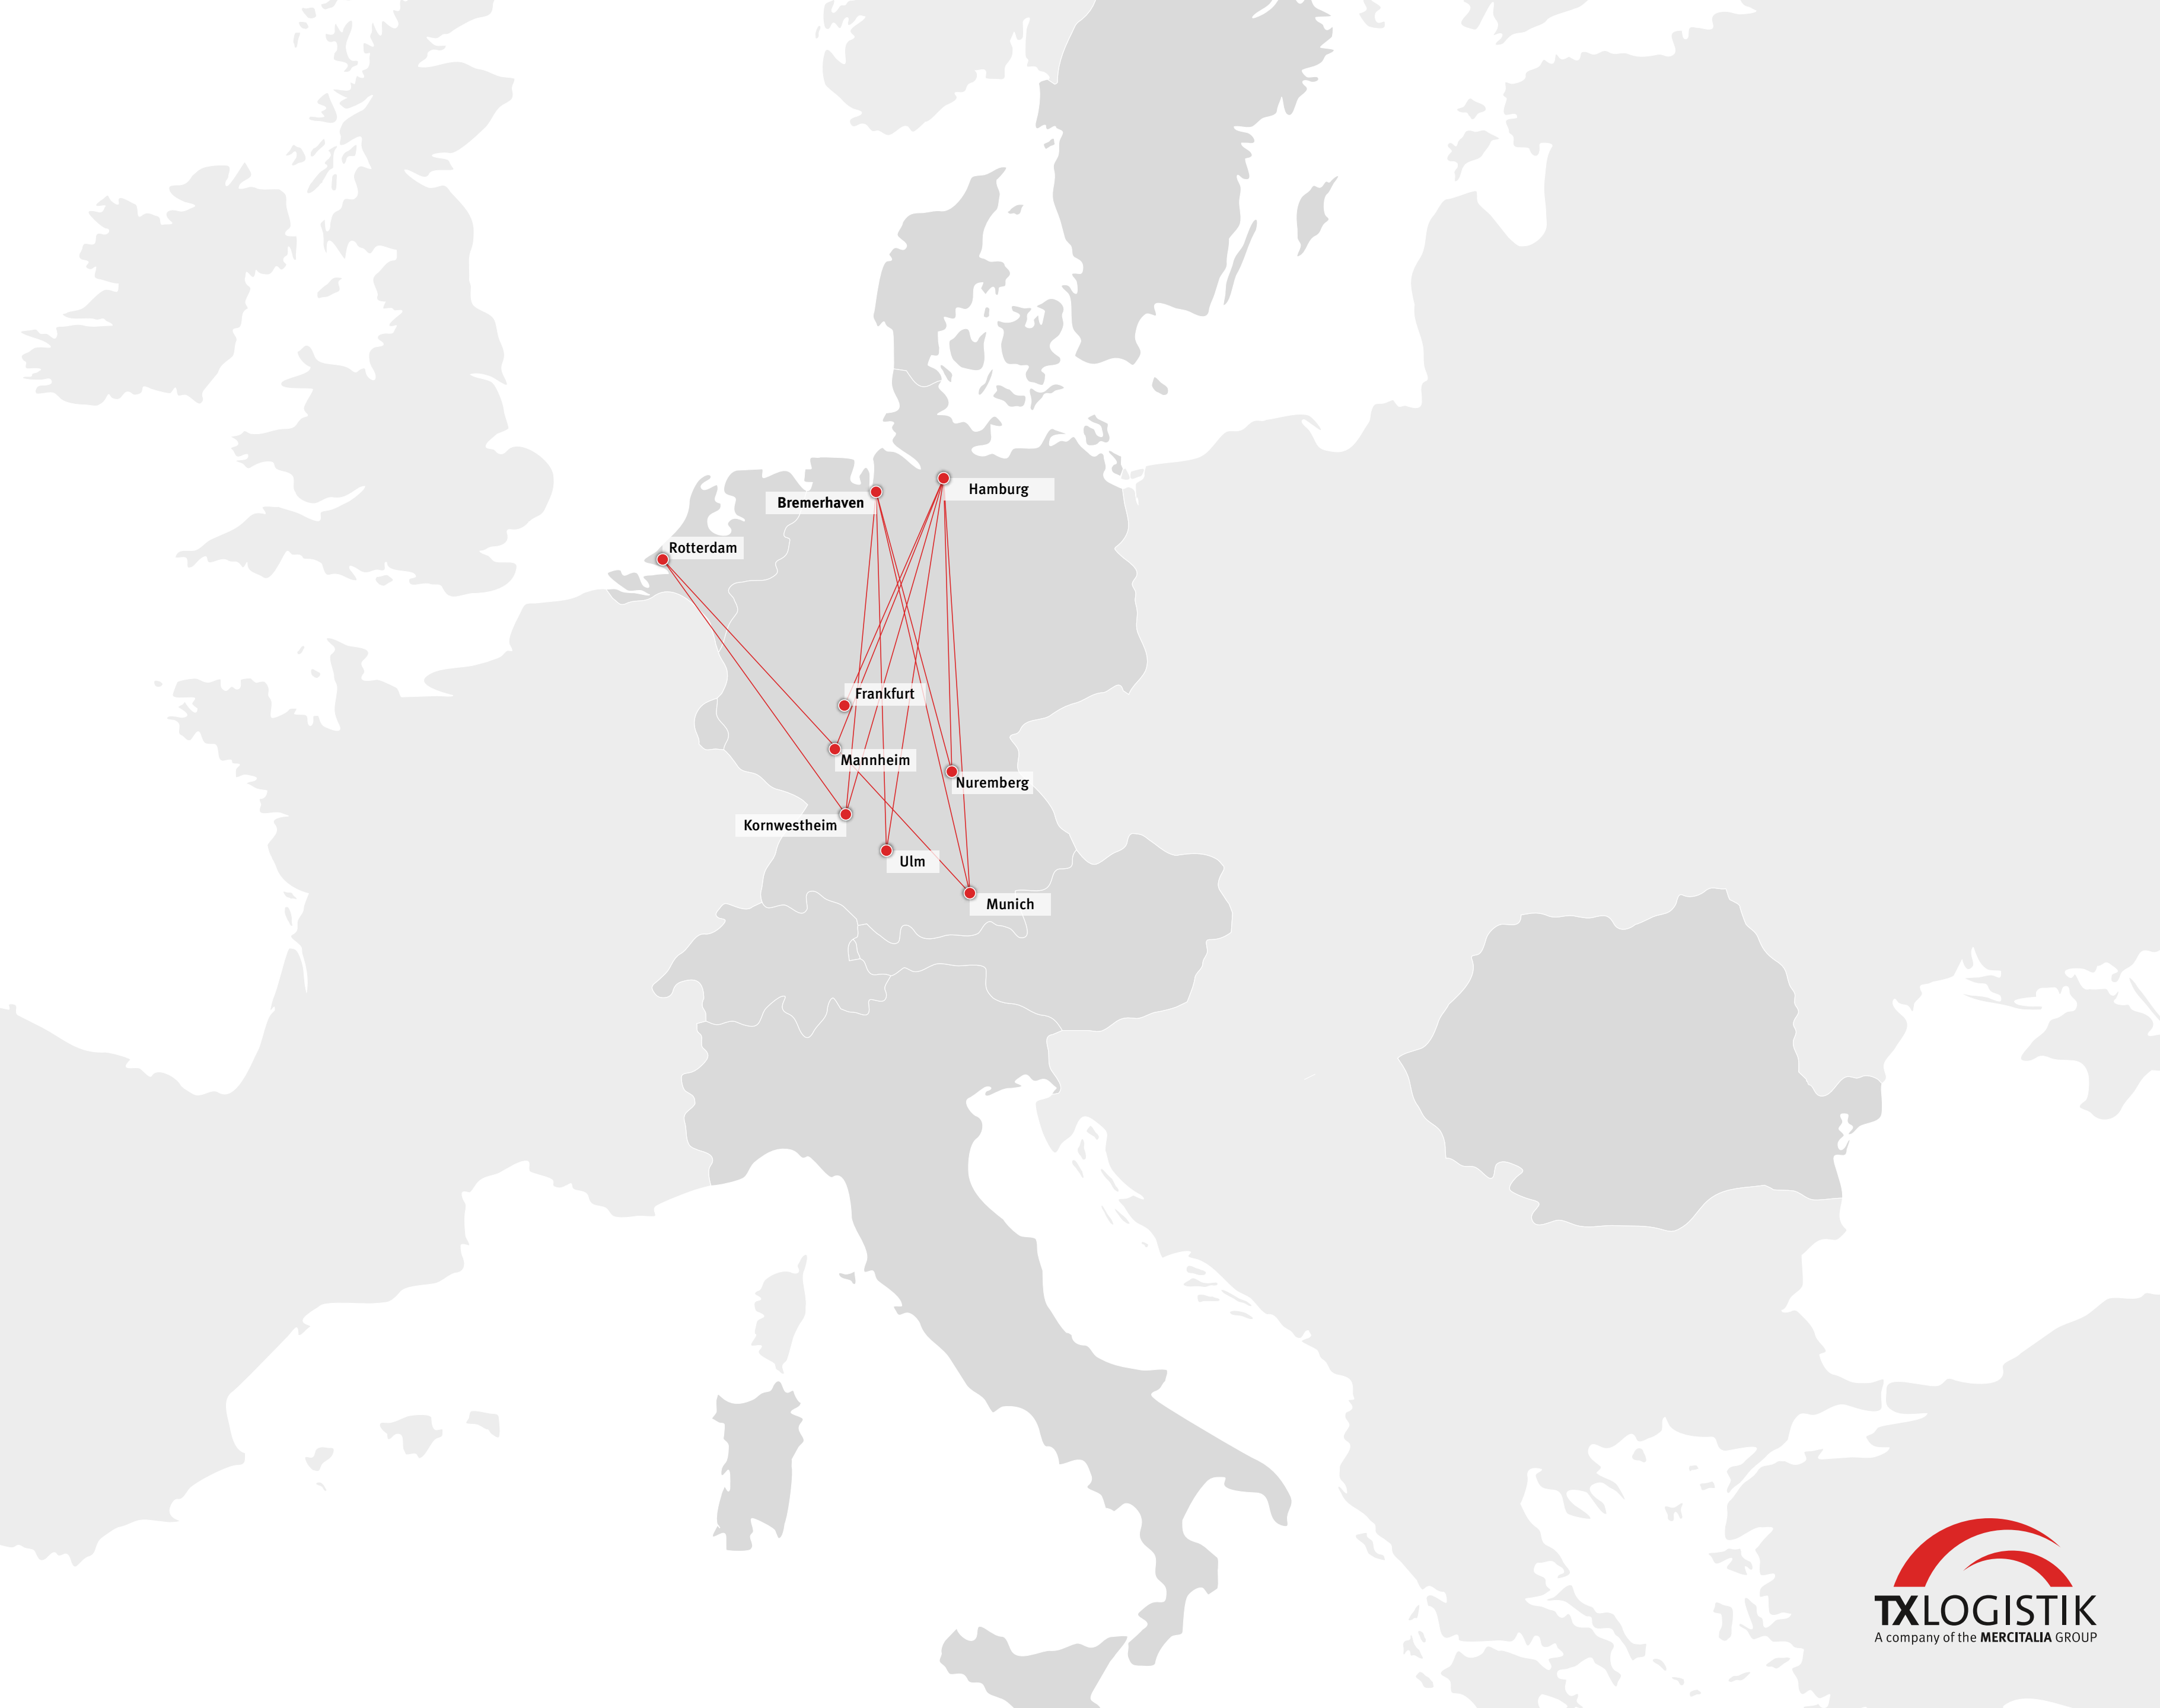 Hamburg
Bremerhaven
Rotterdam
Frankfurt
Mannheim
Nuremberg
Kornwestheim
Ulm
Munich
TXLOGISTIK
A company of the MERCITALIA GROUP